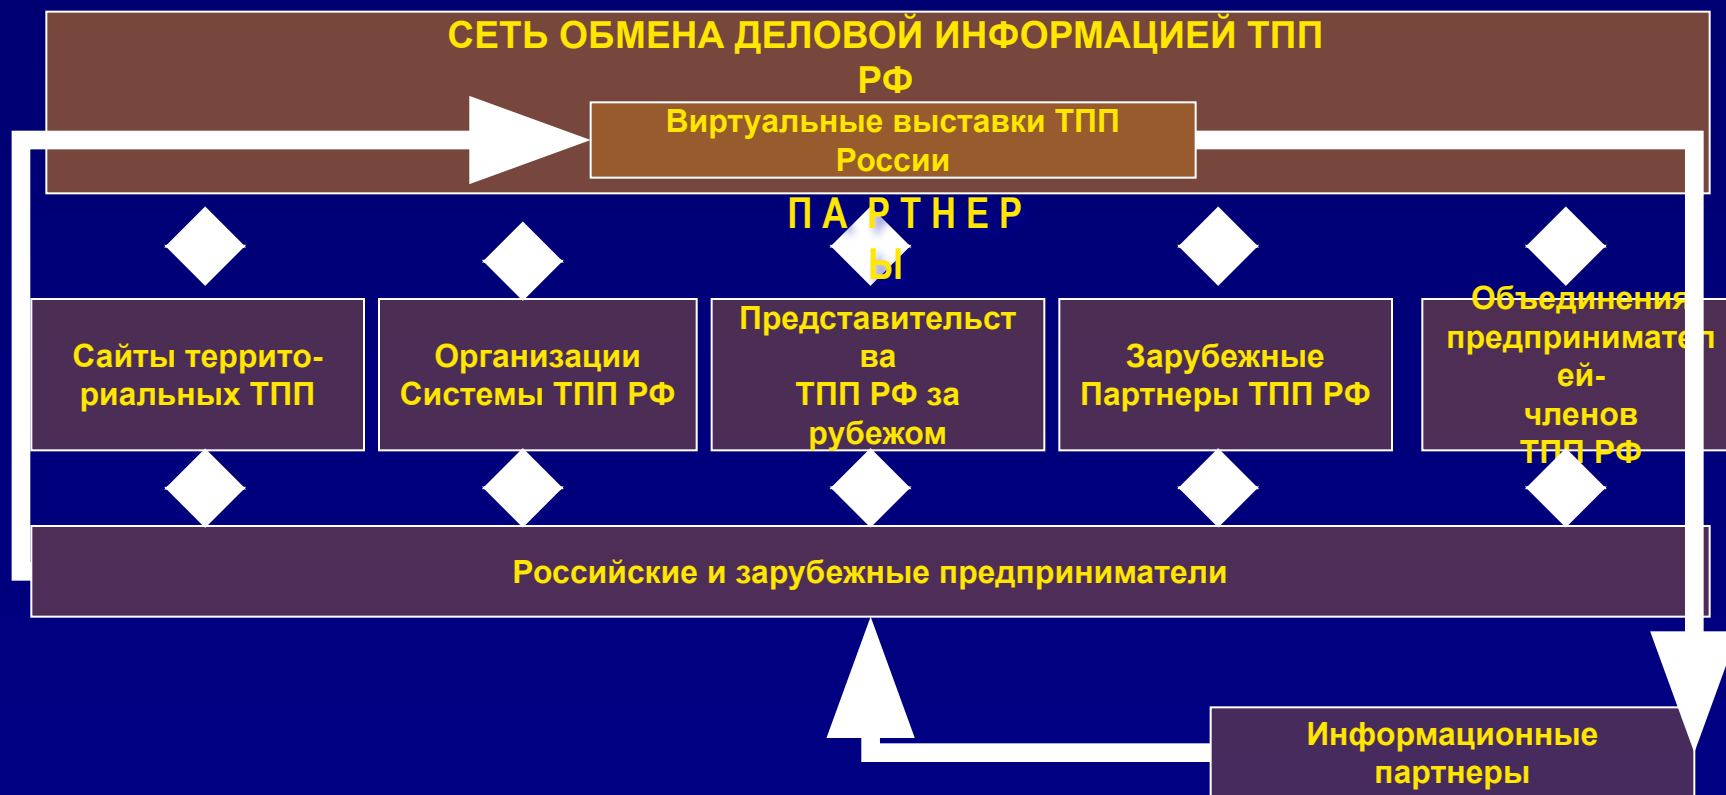 СЕТЬ ОБМЕНА ДЕЛОВОЙ ИНФОРМАЦИЕЙ ТПП
РФ
Виртуальные выставки ТПП
России
П А Р Т Н Е Р
Ы
Сайты террито-
риальных ТПП
Организации
Системы ТПП РФ
Представительст
ва
ТПП РФ за
рубежом
Зарубежные
Партнеры ТПП РФ
Объединения
предпринимател
ей-
членов
ТПП РФ
Российские и зарубежные предприниматели
Информационные
партнеры